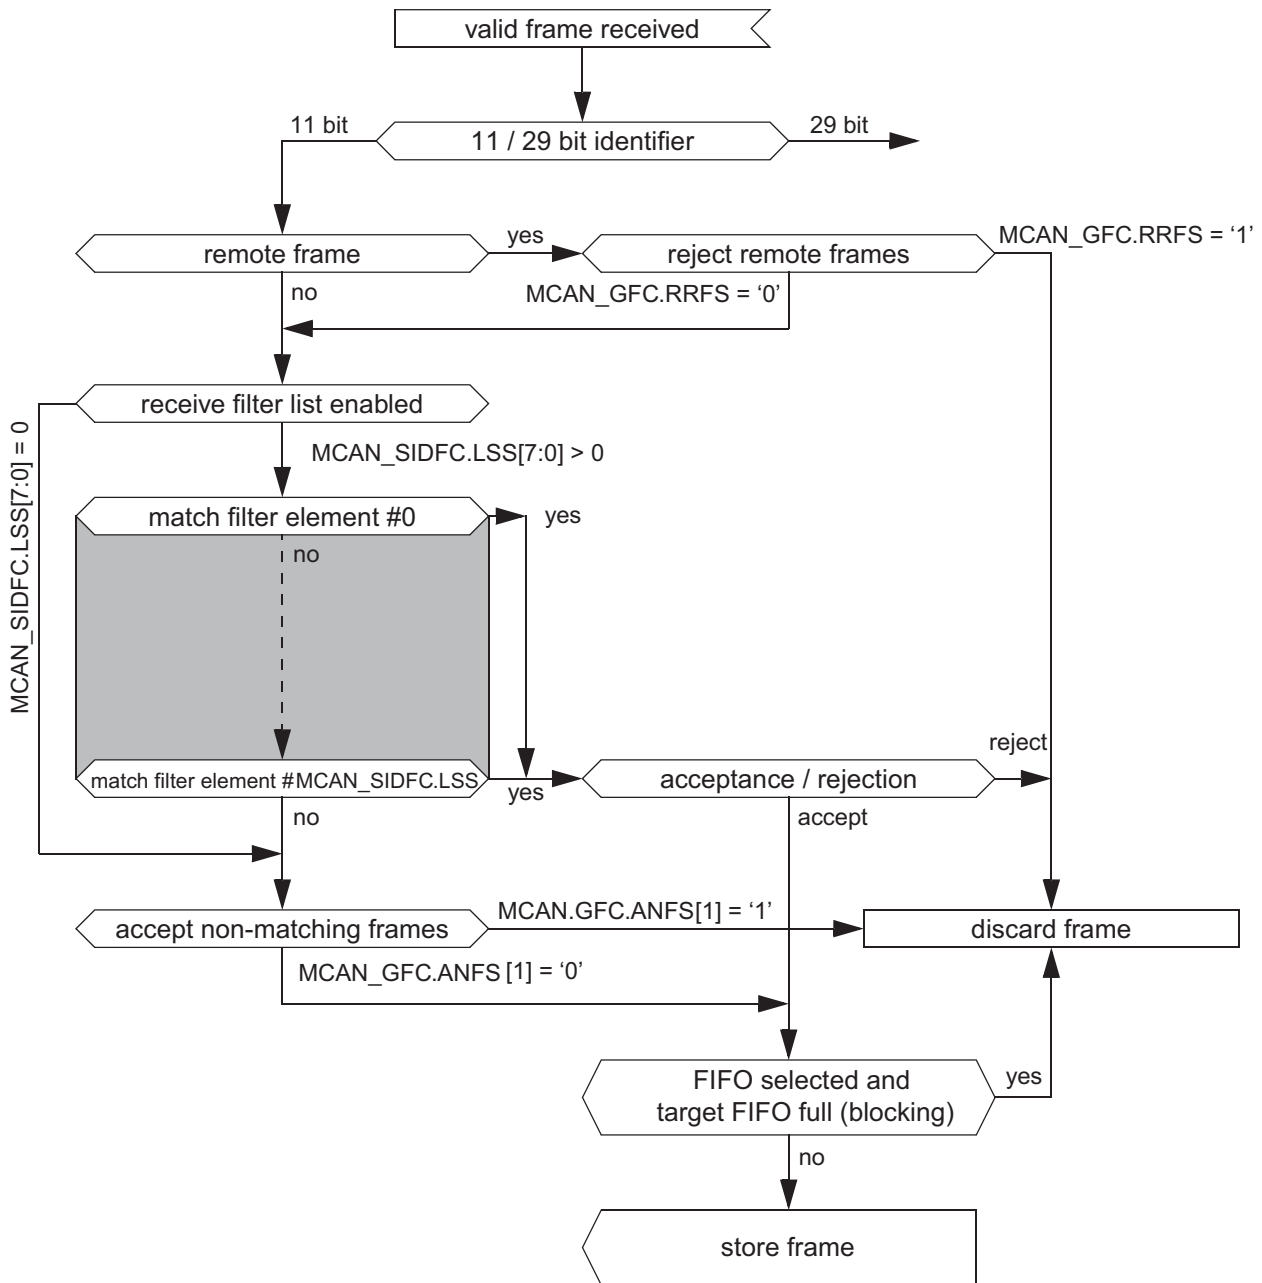 valid frame received
11 bit
11 / 29 bit identifier
29 bit
remote frame
yes
reject remote frames
MCAN_GFC.RRFS = ‘1’
no
MCAN_GFC.RRFS = ‘0’
receive filter list enabled
MCAN_SIDFC.LSS[7:0] = 0
MCAN_SIDFC.LSS[7:0] > 0
match filter element #0
yes
no
match filter element #MCAN_SIDFC.LSS
yes
acceptance / rejection
reject
no
accept
accept non-matching frames
MCAN.GFC.ANFS[1] = ‘1’
discard frame
MCAN_GFC.ANFS [1] = ‘0’
FIFO selected and
target FIFO full (blocking)
yes
no
store frame